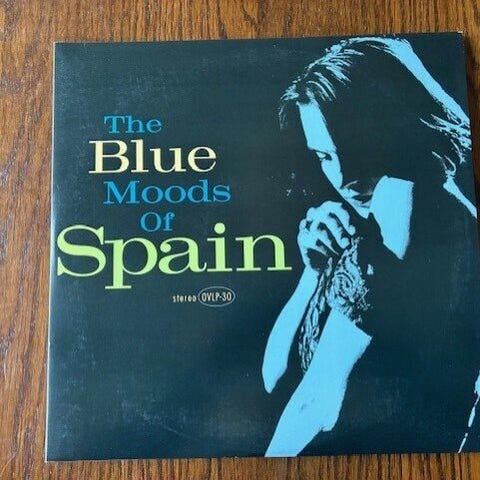 The
Blue
Moods
Of
Spain
stereo OVLP-30